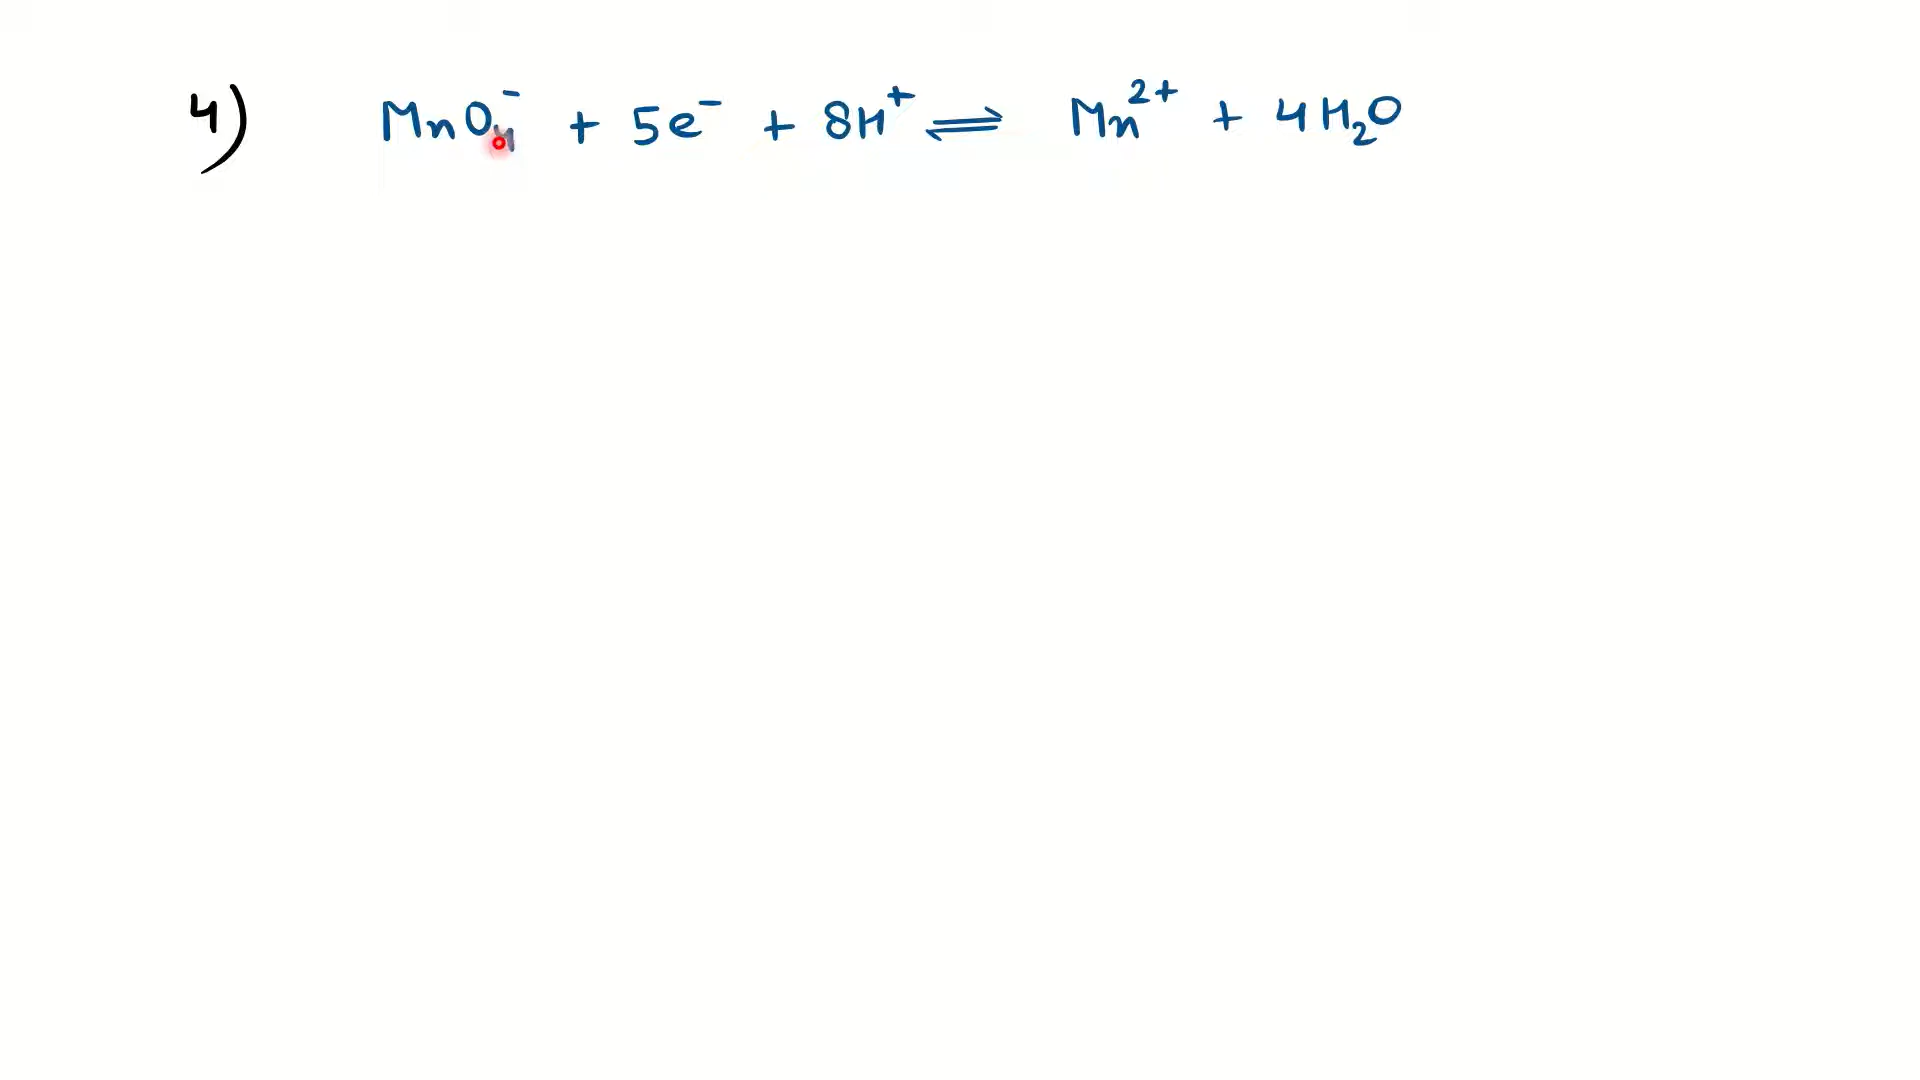 4) MnO₄⁻ + 5e⁻ + 8H⁺ ⇌ Mn²⁺ + 4H₂O